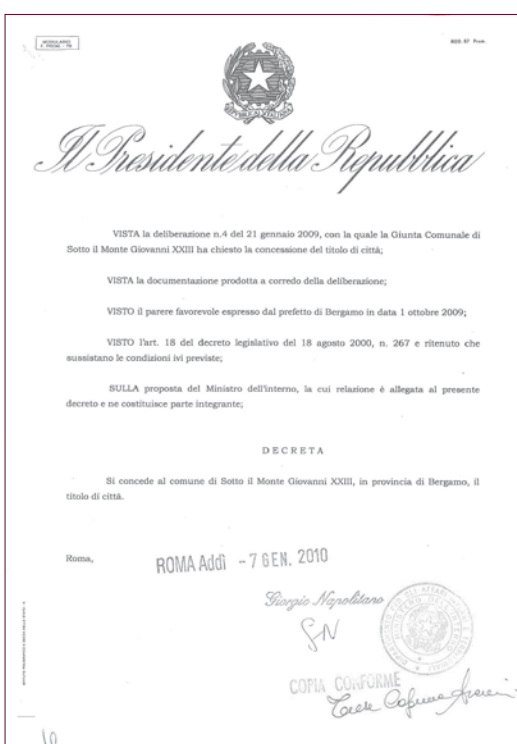 MODULARIO
Il Presidente della Repubblica
VISTA la deliberazione n.4 del 21 gennaio 2009, con la quale la Giunta Comunale di
Sotto il Monte Giovanni XXIII ha chiesto la concessione del titolo di città;
VISTA la documentazione prodotta a corredo della deliberazione;
VISTO il parere favorevole espresso dal prefetto di Bergamo in data 1 ottobre 2009;
VISTO l'art. 18 del decreto legislativo del 18 agosto 2000, n. 267 e ritenuto che
sussistano le condizioni ivi previste;
SULLA proposta del Ministro dell'interno, la cui relazione è allegata al presente
decreto e ne costituisce parte integrante;
DECRETA
Si concede al comune di Sotto il Monte Giovanni XXIII, in provincia di Bergamo, il
titolo di città.
Roma,
ROMA Addì - 7 GEN. 2010
Giorgio Napolitano
GN
COPIA CONFORME